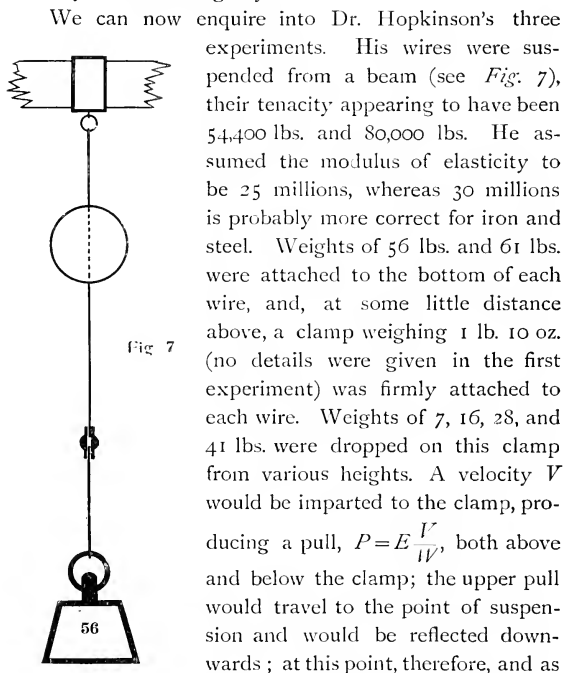 We can now enquire into Dr. Hopkinson's three
experiments. His wires were sus-
pended from a beam (see Fig. 7),
their tenacity appearing to have been
54,400 lbs. and 80,000 lbs. He as-
sumed the modulus of elasticity to
be 25 millions, whereas 30 millions
is probably more correct for iron and
steel. Weights of 56 lbs. and 61 lbs.
were attached to the bottom of each
wire, and, at some little distance
above, a clamp weighing 1 lb. 10 oz.
(no details were given in the first
experiment) was firmly attached to
each wire. Weights of 7, 16, 28, and
41 lbs. were dropped on this clamp
from various heights. A velocity V
would be imparted to the clamp, pro-
ducing a pull, P = E V/W, both above
and below the clamp; the upper pull
would travel to the point of suspen-
sion and would be reflected down-
wards; at this point, therefore, and as
Fig 7
56